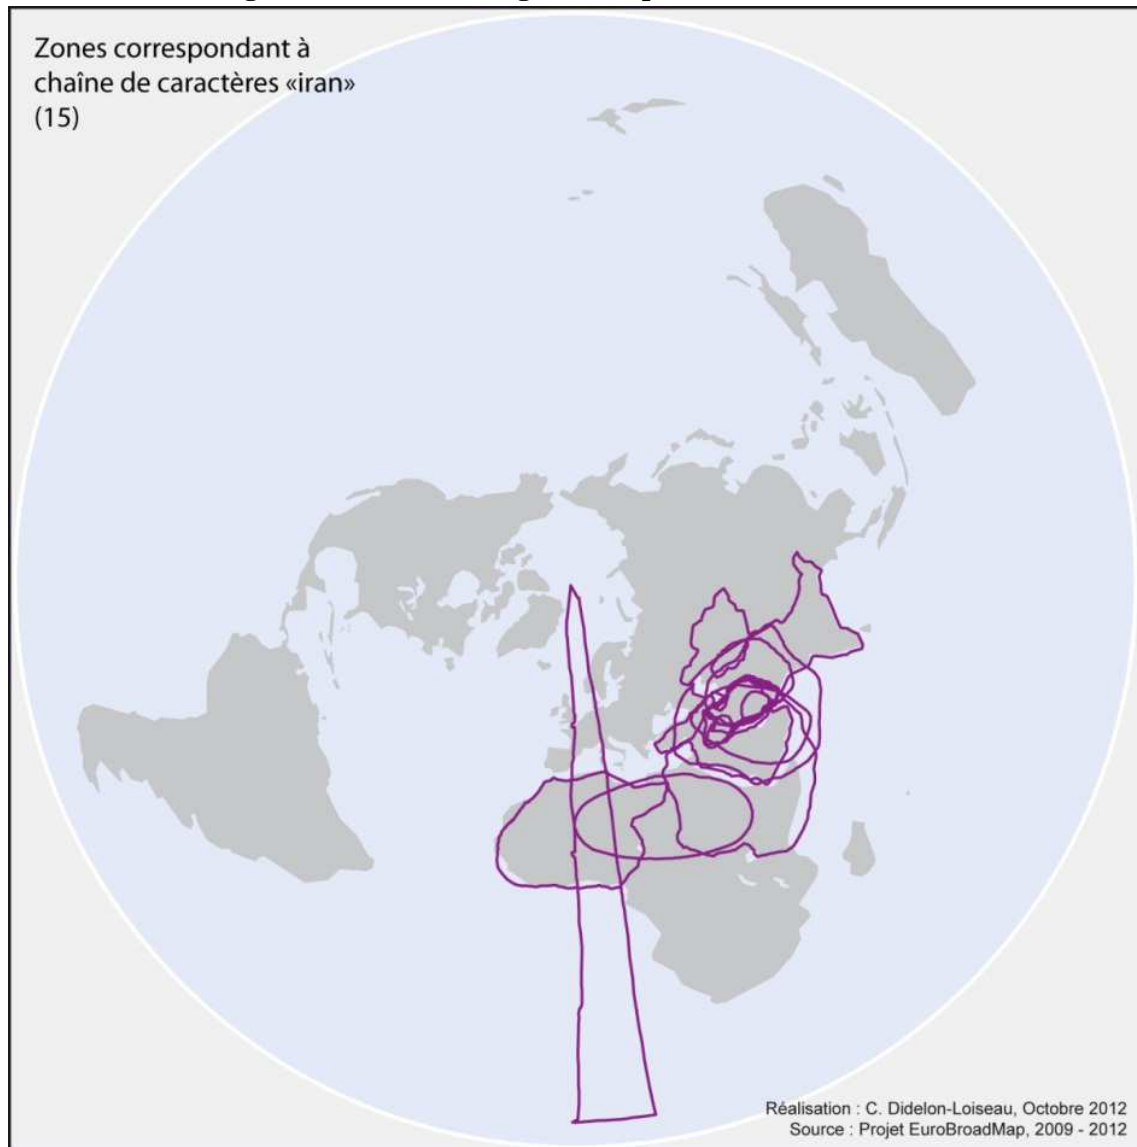 Zones correspondant à
chaîne de caractères «iran»
(15)
Réalisation : C. Didelon-Loiseau, Octobre 2012
Source : Projet EuroBroadMap, 2009 - 2012